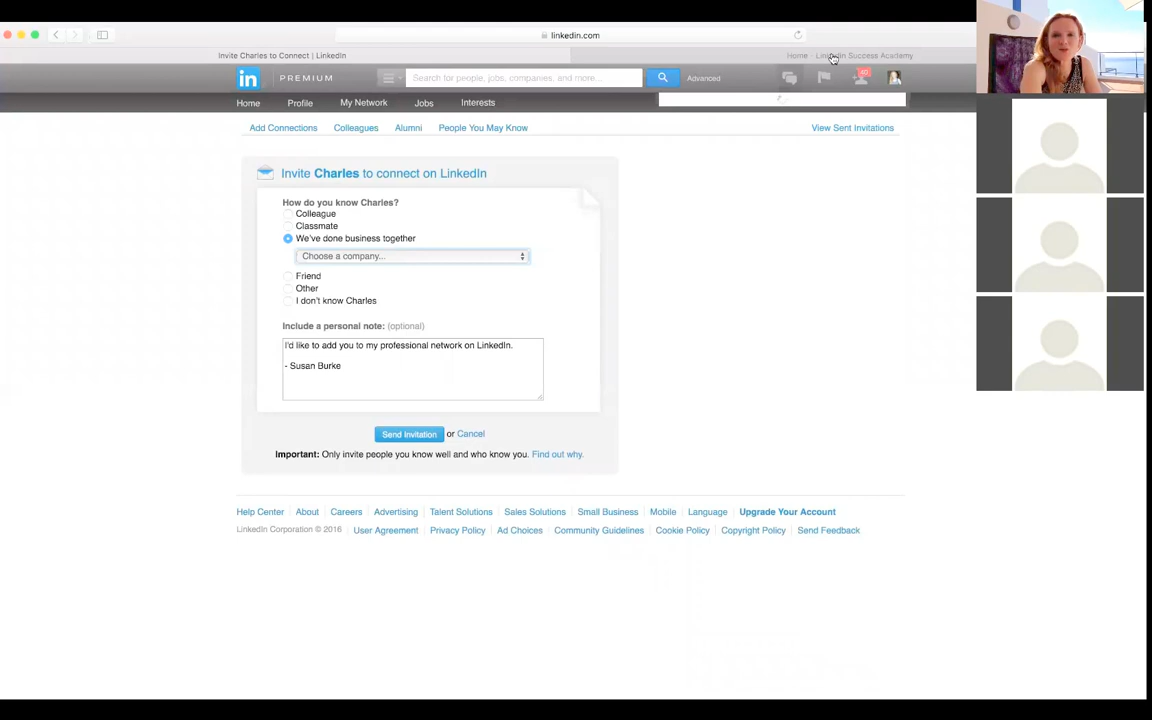 linkedin.com
Invite Charles to Connect | LinkedIn
Home - LinkedIn Success Academy
in PREMIUM
Search for people, jobs, companies, and more...
Advanced
40
Home Profile My Network Jobs Interests
Add Connections Colleagues Alumni People You May Know View Sent Invitations
Invite Charles to connect on LinkedIn
How do you know Charles?
Colleague
Classmate
We've done business together
Choose a company...
Friend
Other
I don't know Charles
Include a personal note: (optional)
I'd like to add you to my professional network on LinkedIn.
- Susan Burke
Send Invitation or Cancel
Important: Only invite people you know well and who know you. Find out why.
Help Center About Careers Advertising Talent Solutions Sales Solutions Small Business Mobile Language Upgrade Your Account
LinkedIn Corporation © 2016 User Agreement Privacy Policy Ad Choices Community Guidelines Cookie Policy Copyright Policy Send Feedback